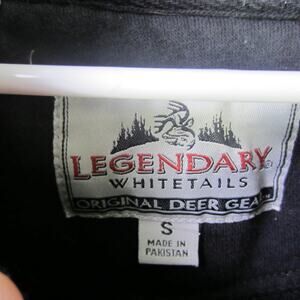 LEGENDARY
WHITETAILS
ORIGINAL DEER GEAR
S
MADE IN
PAKISTAN